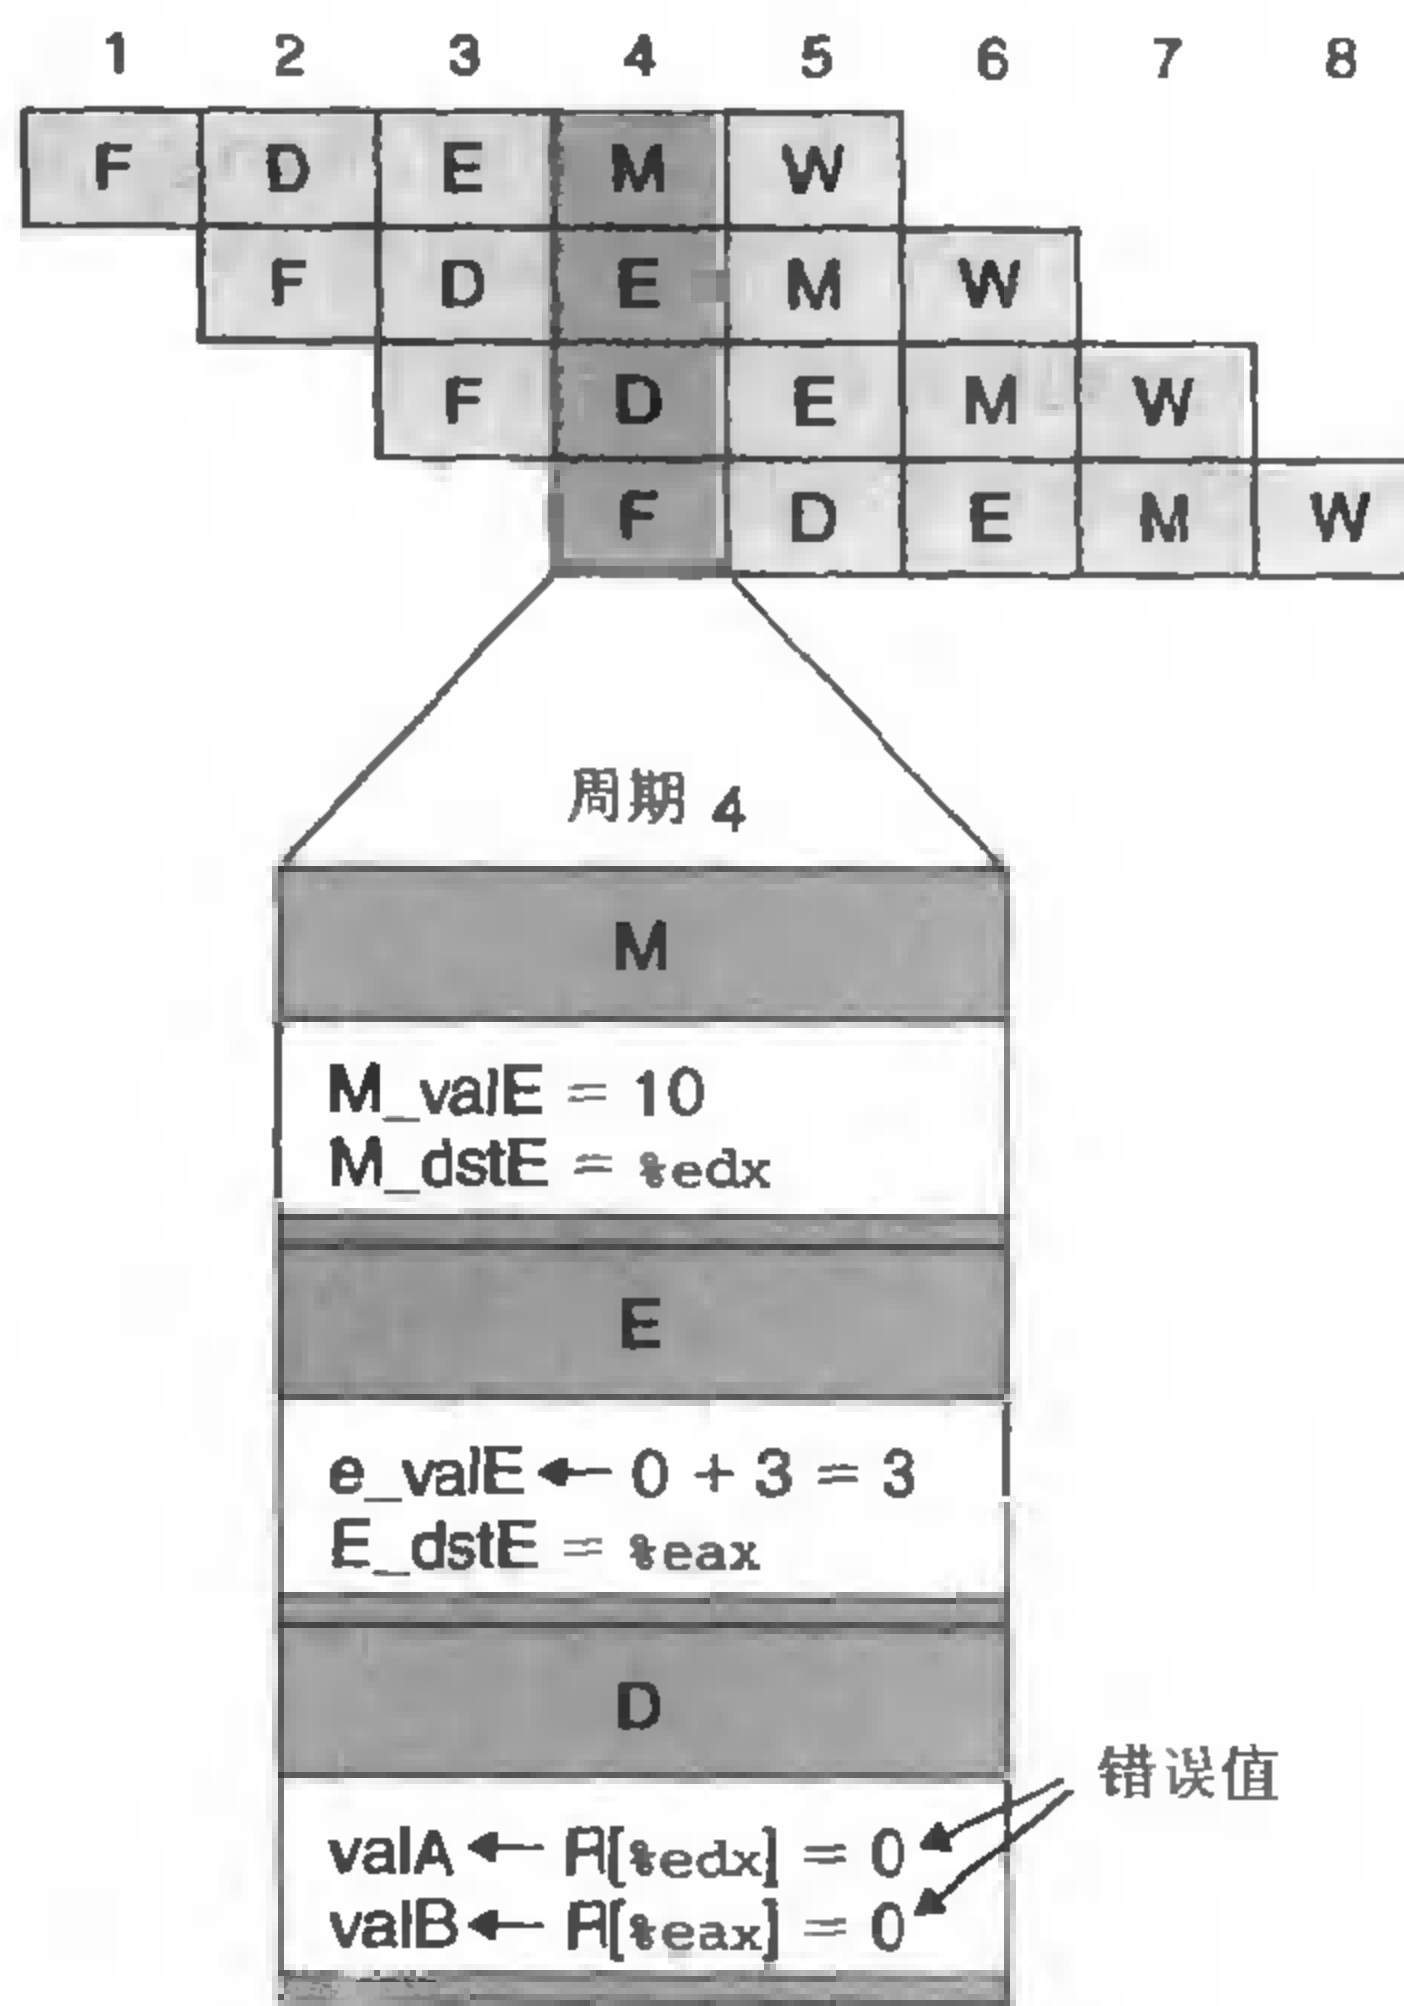 1 2 3 4 5 6 7 8
F D E M W
F D E M W
F D E M W
F D E M W
周期 4
M
M_valE = 10
M_dstE = %edx
E
e_valE ← 0 + 3 = 3
E_dstE = %eax
D
错误值
valA ← R[%edx] = 0
valB ← R[%eax] = 0